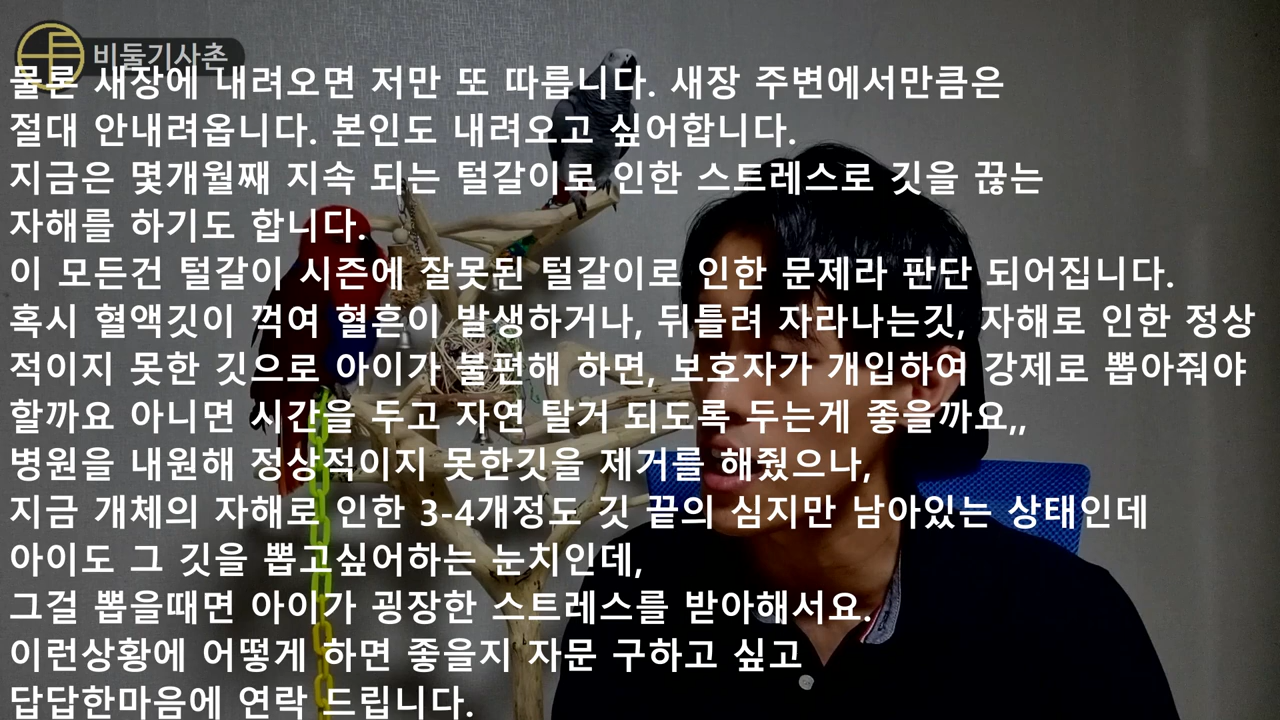 비둘기사촌
물론 새장에 내려오면 저만 또 따릅니다. 새장 주변에서만큼은
절대 안내려옵니다. 본인도 내려오고 싶어합니다.
지금은 몇개월째 지속 되는 털갈이로 인한 스트레스로 깃을 끊는
자해를 하기도 합니다.
이 모든건 털갈이 시즌에 잘못된 털갈이로 인한 문제라 판단 되어집니다.
혹시 혈액깃이 꺽여 혈흔이 발생하거나, 뒤틀려 자라나는깃, 자해로 인한 정상
적이지 못한 깃으로 아이가 불편해 하면, 보호자가 개입하여 강제로 뽑아줘야
할까요 아니면 시간을 두고 자연 탈거 되도록 두는게 좋을까요,,
병원을 내원해 정상적이지 못한깃을 제거를 해줬으나,
지금 개체의 자해로 인한 3-4개정도 깃 끝의 심지만 남아있는 상태인데
아이도 그 깃을 뽑고싶어하는 눈치인데,
그걸 뽑을때면 아이가 굉장한 스트레스를 받아해서요.
이런상황에 어떻게 하면 좋을지 자문 구하고 싶고
답답한마음에 연락 드립니다.